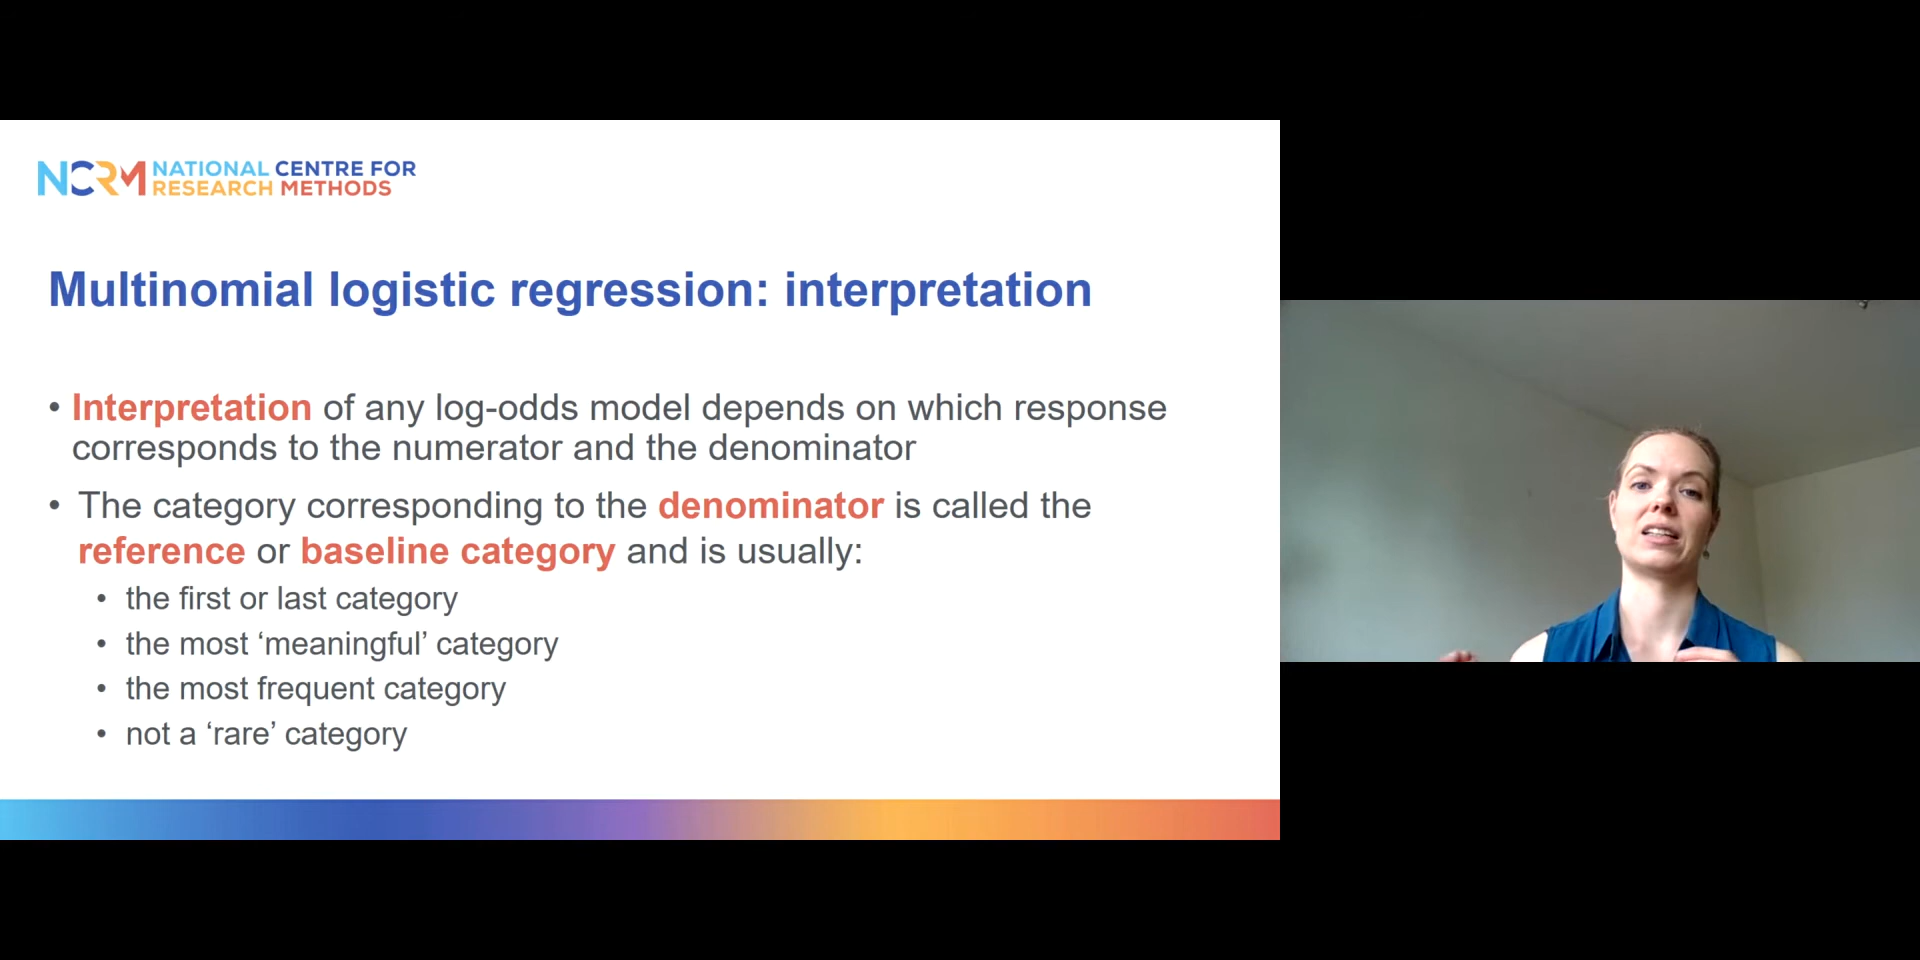 NCRM NATIONAL CENTRE FOR
RESEARCH METHODS
Multinomial logistic regression: interpretation
• Interpretation of any log-odds model depends on which response
corresponds to the numerator and the denominator
• The category corresponding to the denominator is called the
reference or baseline category and is usually:
• the first or last category
• the most ‘meaningful’ category
• the most frequent category
• not a ‘rare’ category